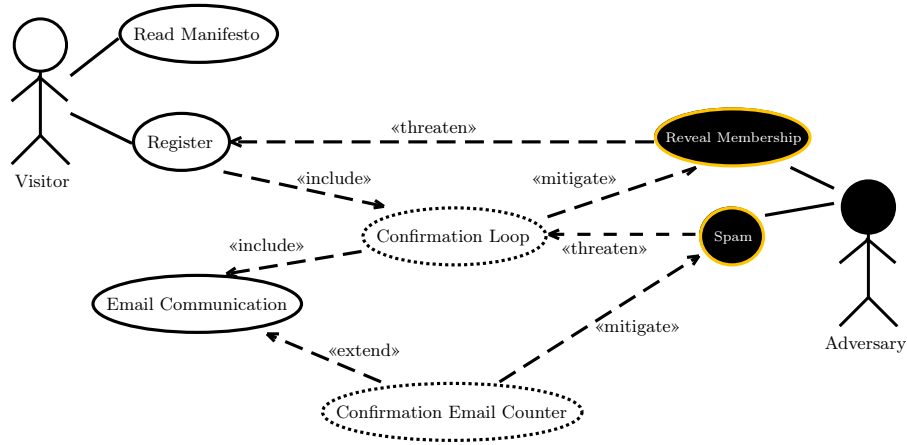 Read Manifesto
«threaten»
Reveal Membership
Register
Visitor
«include»
«mitigate»
Confirmation Loop
Spam
«include»
«threaten»
Email Communication
«mitigate»
Adversary
«extend»
Confirmation Email Counter